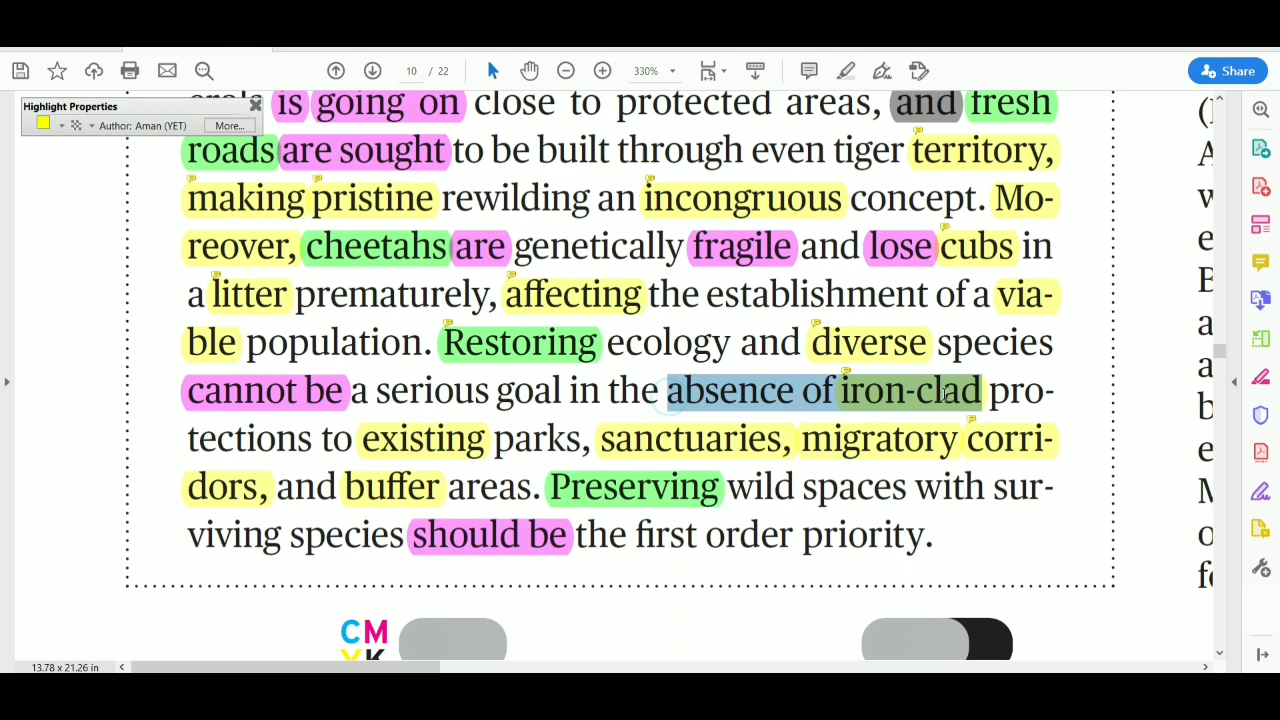 10 / 22
330%
Share
Highlight Properties
Author: Aman (YET) More...
is going on close to protected areas, and fresh
roads are sought to be built through even tiger territory,
making pristine rewilding an incongruous concept. Mo-
reover, cheetahs are genetically fragile and lose cubs in
a litter prematurely, affecting the establishment of a via-
ble population. Restoring ecology and diverse species
cannot be a serious goal in the absence of iron-clad pro-
tections to existing parks, sanctuaries, migratory corri-
dors, and buffer areas. Preserving wild spaces with sur-
viving species should be the first order priority.
CM
YK
13.78 x 21.26 in